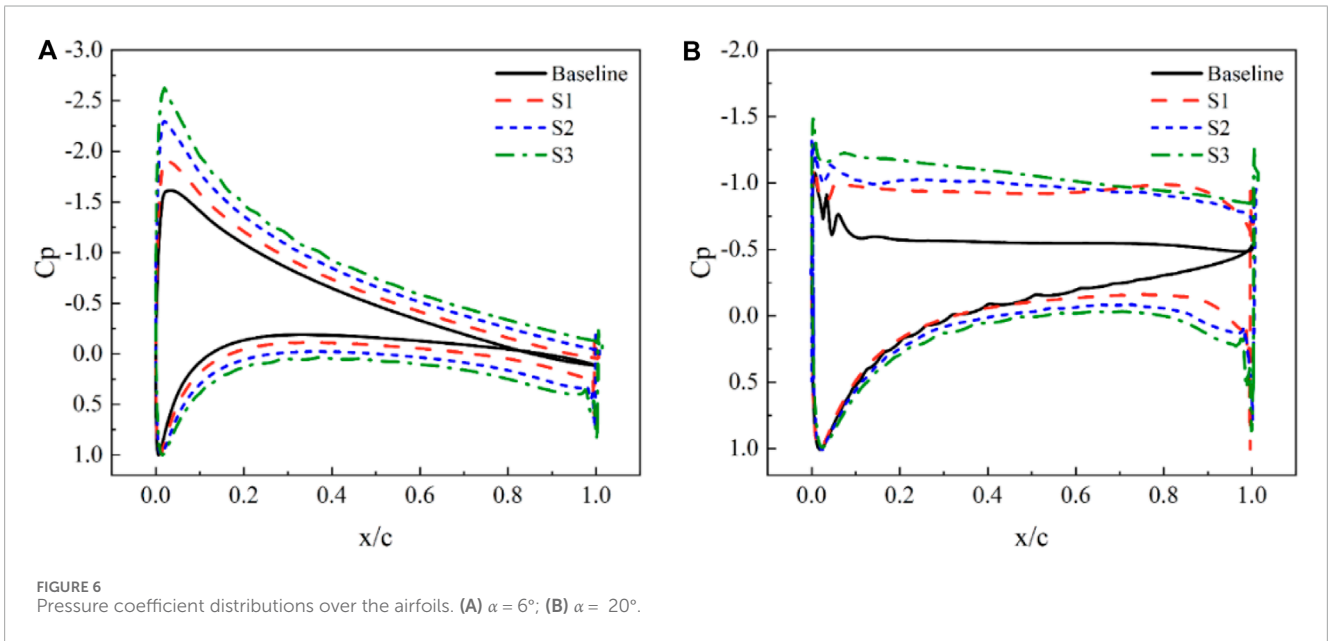 A
-3.0
-2.5
-2.0
-1.5
-1.0
-0.5
0.0
0.5
1.0
Cp
Baseline
S1
S2
S3
0.0 0.2 0.4 0.6 0.8 1.0
x/c
B
-2.0
-1.5
-1.0
-0.5
0.0
0.5
1.0
Cp
Baseline
S1
S2
S3
0.0 0.2 0.4 0.6 0.8 1.0
x/c
FIGURE 6
Pressure coefficient distributions over the airfoils. (A) α = 6°; (B) α = 20°.